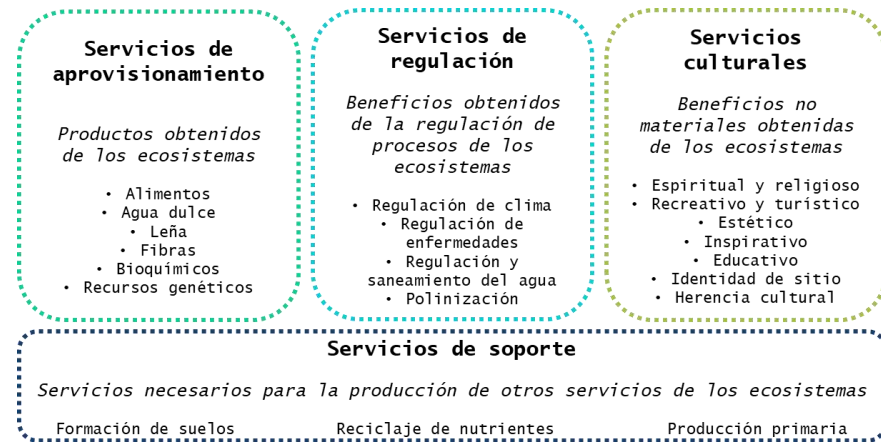 Servicios de
aprovisionamiento
Productos obtenidos
de los ecosistemas
• Alimentos
• Agua dulce
• Leña
• Fibras
• Bioquímicos
• Recursos genéticos
Servicios de
regulación
Beneficios obtenidos
de la regulación de
procesos de los
ecosistemas
• Regulación de clima
• Regulación de
enfermedades
• Regulación y
saneamiento del agua
• Polinización
Servicios
culturales
Beneficios no
materiales obtenidas
de los ecosistemas
• Espiritual y religioso
• Recreativo y turístico
• Estético
• Inspirativo
• Educativo
• Identidad de sitio
• Herencia cultural
Servicios de soporte
Servicios necesarios para la producción de otros servicios de los ecosistemas
Formación de suelos Reciclaje de nutrientes Producción primaria